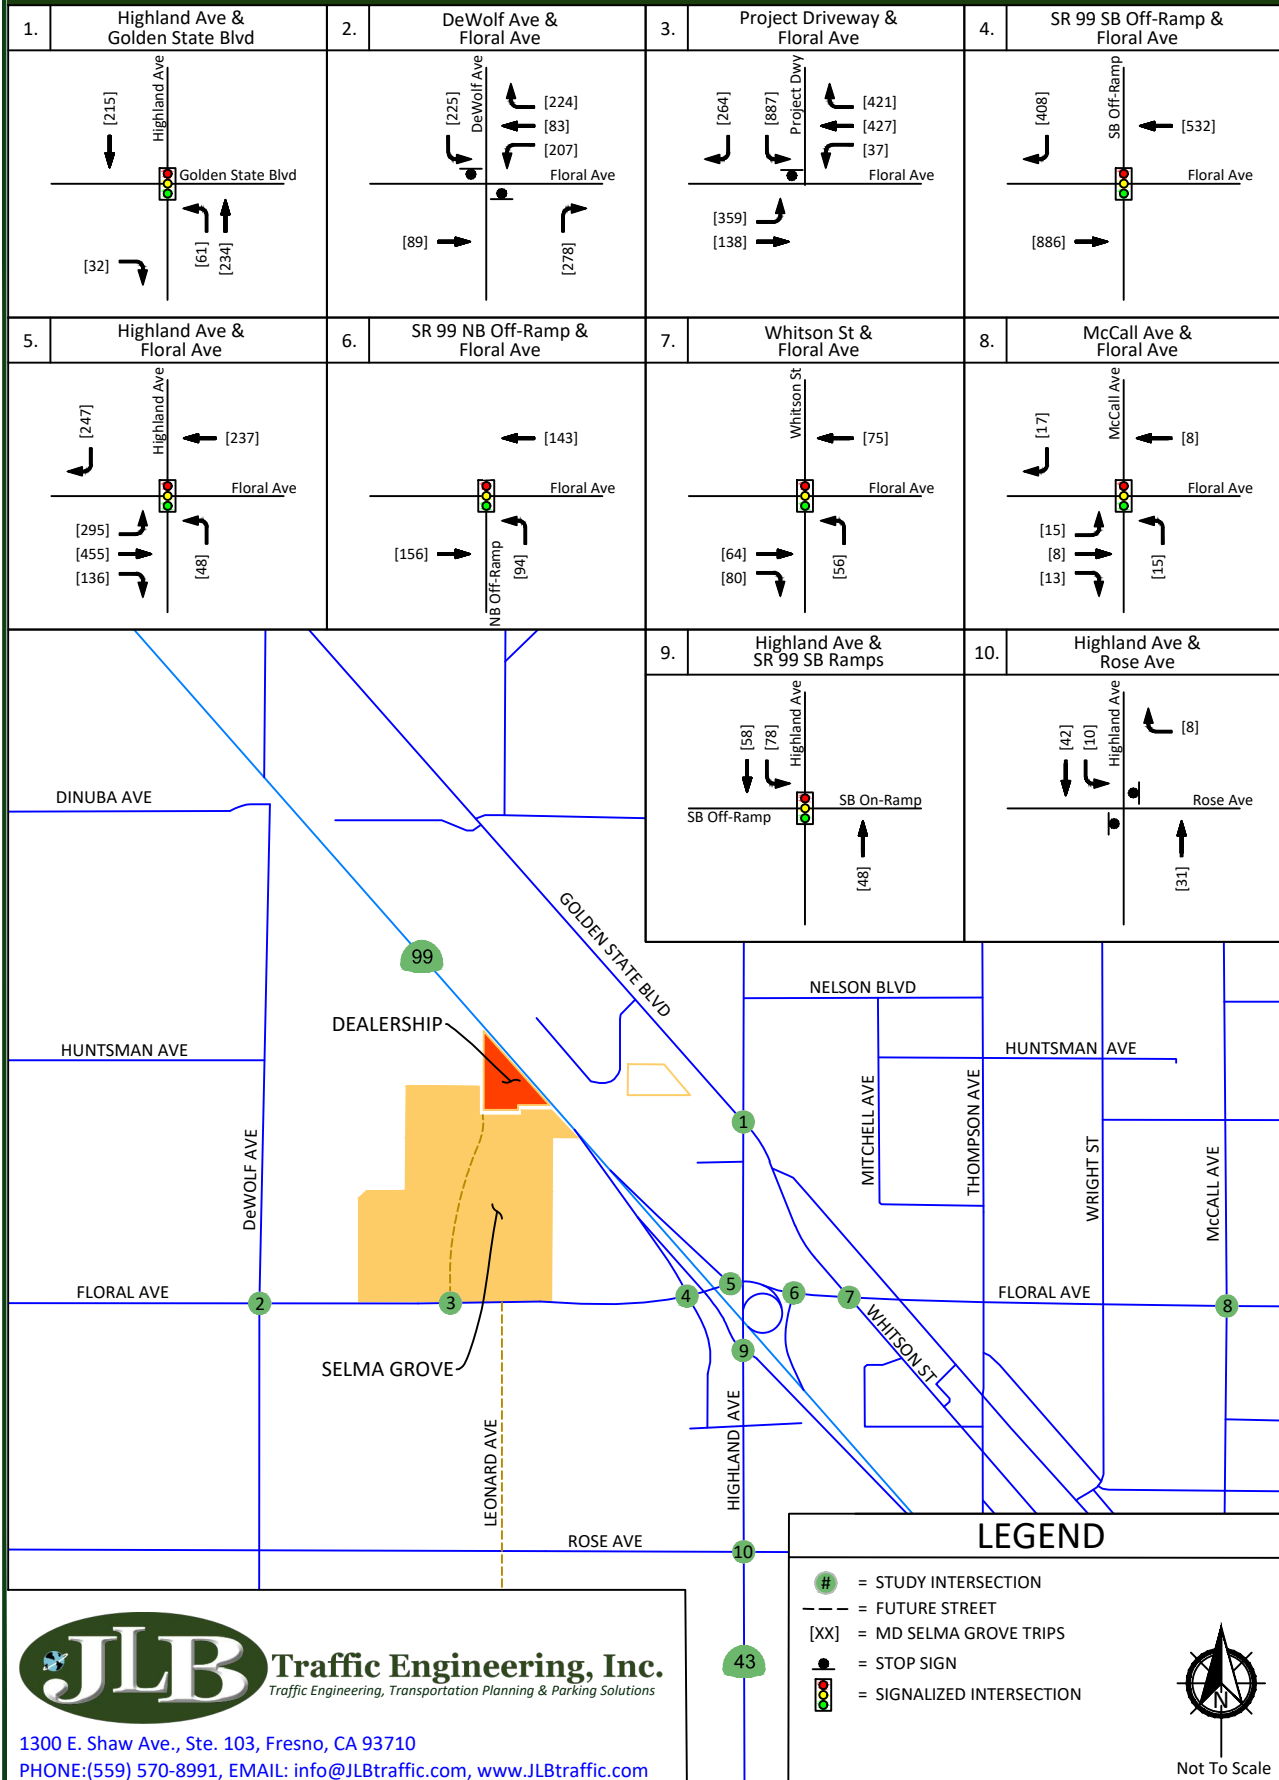 1.
Highland Ave &
Golden State Blvd
[215]
Highland Ave
Golden State Blvd
[32]
[61]
[234]
2.
DeWolf Ave &
Floral Ave
[225]
DeWolf Ave
[224]
[83]
[207]
Floral Ave
[89]
[278]
3.
Project Driveway &
Floral Ave
[264]
[887]
Project Dwy
[421]
[427]
[37]
Floral Ave
[359]
[138]
4.
SR 99 SB Off-Ramp &
Floral Ave
[408]
SB Off-Ramp
[532]
Floral Ave
[886]
5.
Highland Ave &
Floral Ave
[247]
Highland Ave
[237]
Floral Ave
[295]
[455]
[136]
[48]
6.
SR 99 NB Off-Ramp &
Floral Ave
[143]
Floral Ave
[156]
NB Off-Ramp
[94]
7.
Whitson St &
Floral Ave
Whitson St
[75]
Floral Ave
[64]
[80]
[56]
8.
McCall Ave &
Floral Ave
[17]
McCall Ave
[8]
Floral Ave
[15]
[8]
[13]
[15]
9.
Highland Ave &
SR 99 SB Ramps
[58]
[78]
Highland Ave
SB On-Ramp
SB Off-Ramp
[48]
10.
Highland Ave &
Rose Ave
[42]
[10]
Highland Ave
[8]
Rose Ave
[31]
DINUBA AVE
99
GOLDEN STATE BLVD
NELSON BLVD
DEALERSHIP
HUNTSMAN AVE
HUNTSMAN AVE
MITCHELL AVE
THOMPSON AVE
WRIGHT ST
McCALL AVE
DeWOLF AVE
1
FLORAL AVE
2
3
4
5
6
7
FLORAL AVE
8
9
WHITSON ST
SELMA GROVE
LEONARD AVE
HIGHLAND AVE
ROSE AVE
10
43
LEGEND
# = STUDY INTERSECTION
= FUTURE STREET
[XX] = MD SELMA GROVE TRIPS
= STOP SIGN
= SIGNALIZED INTERSECTION
N
Not To Scale
JLB
Traffic Engineering, Inc.
Traffic Engineering, Transportation Planning & Parking Solutions
1300 E. Shaw Ave., Ste. 103, Fresno, CA 93710
PHONE:(559) 570-8991, EMAIL: info@JLBtraffic.com, www.JLBtraffic.com